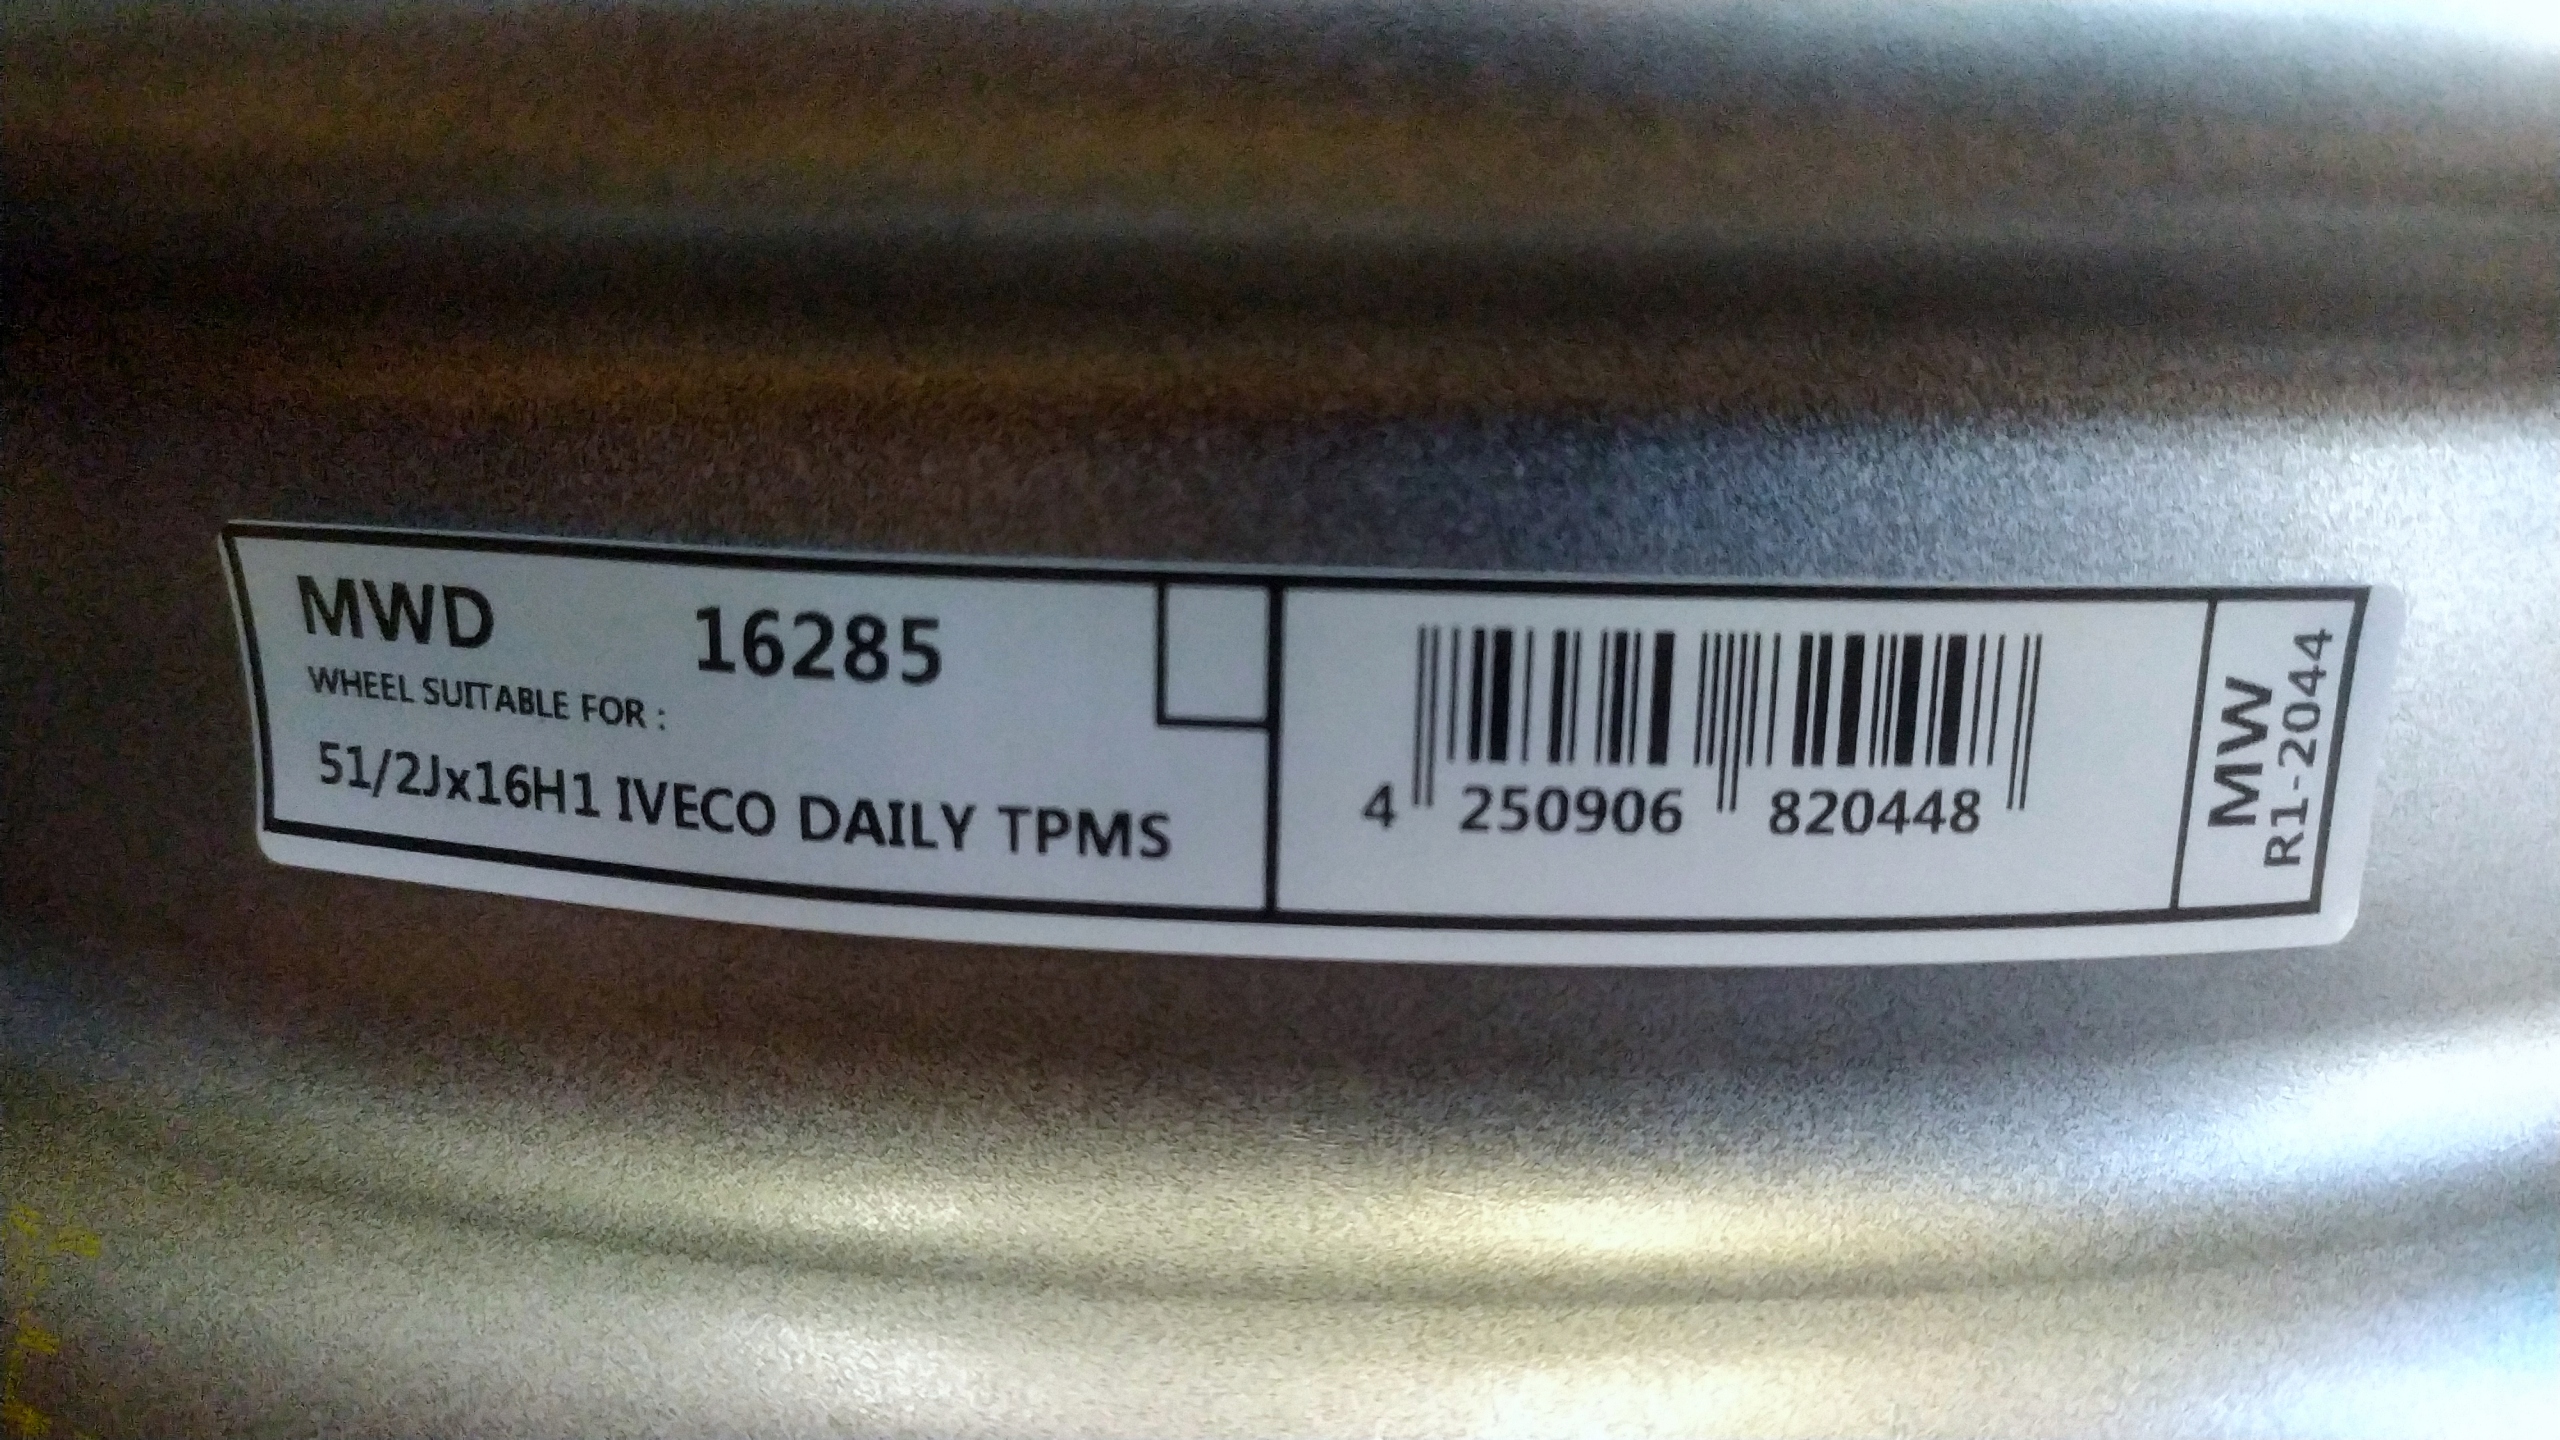 MWD 16285
WHEEL SUITABLE FOR :
51/2Jx16H1 IVECO DAILY TPMS
4 250906 820448
MW
R1-2044